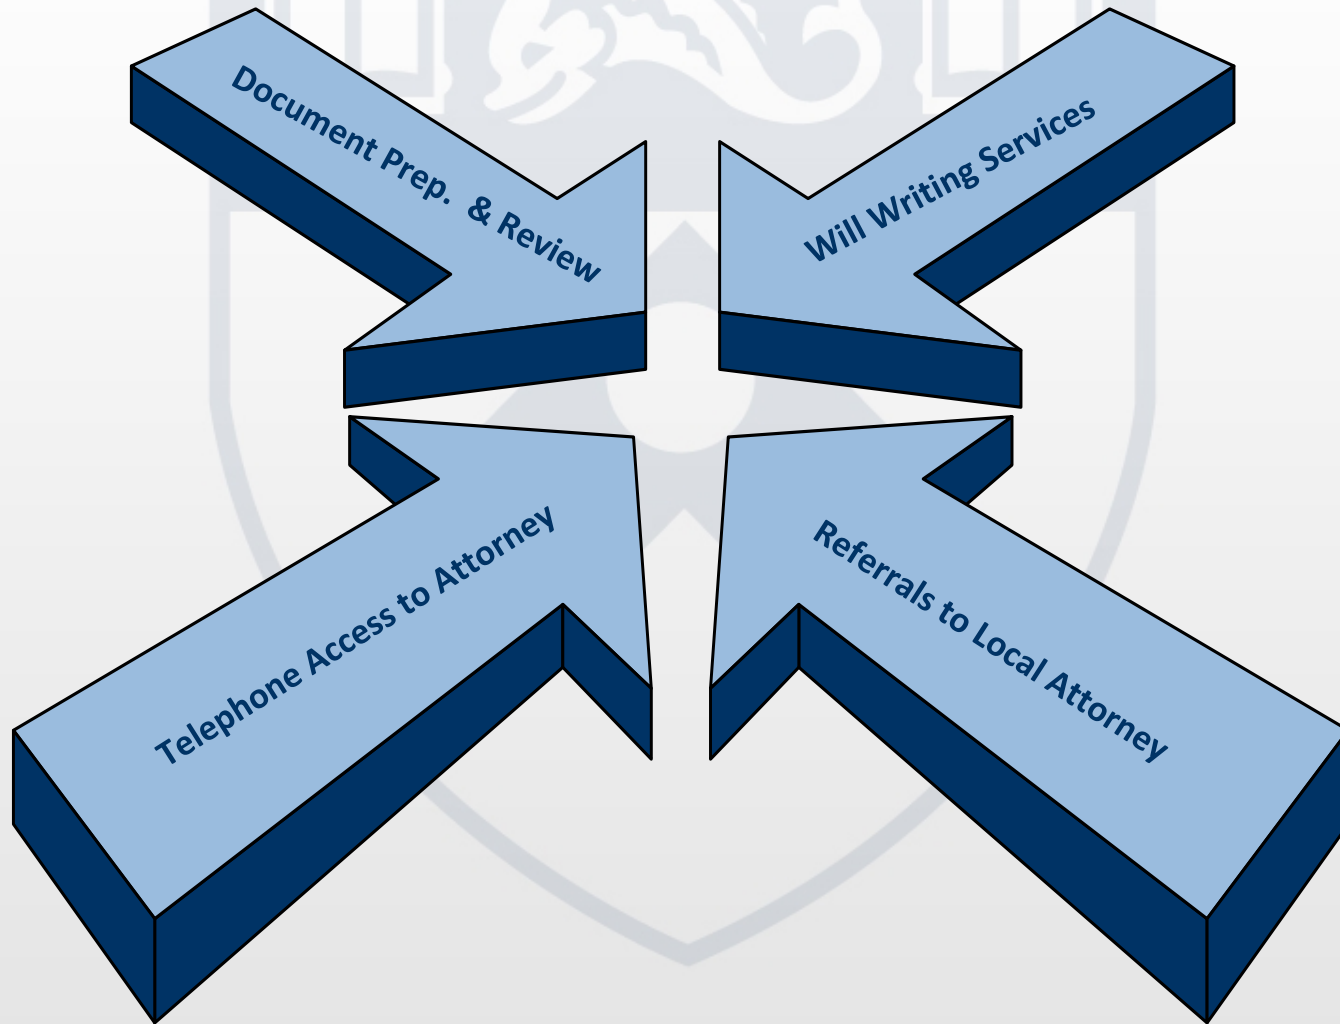 Document Prep.  & Review
Will Writing Services
Telephone Access to Attorney
Referrals to Local Attorney